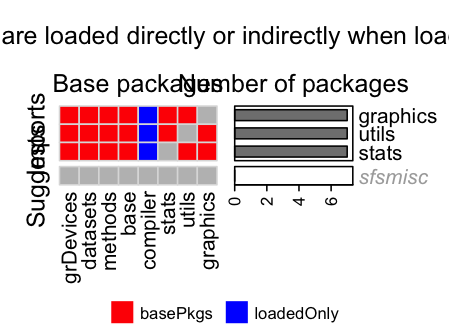 are loaded directly or indirectly when loa
Base packages
Number of packages
Imports
Suggests
graphics
utils
stats
sfsmisc
0
2
4
6
grDevices
datasets
methods
base
compiler
stats
utils
graphics
basePkgs
loadedOnly